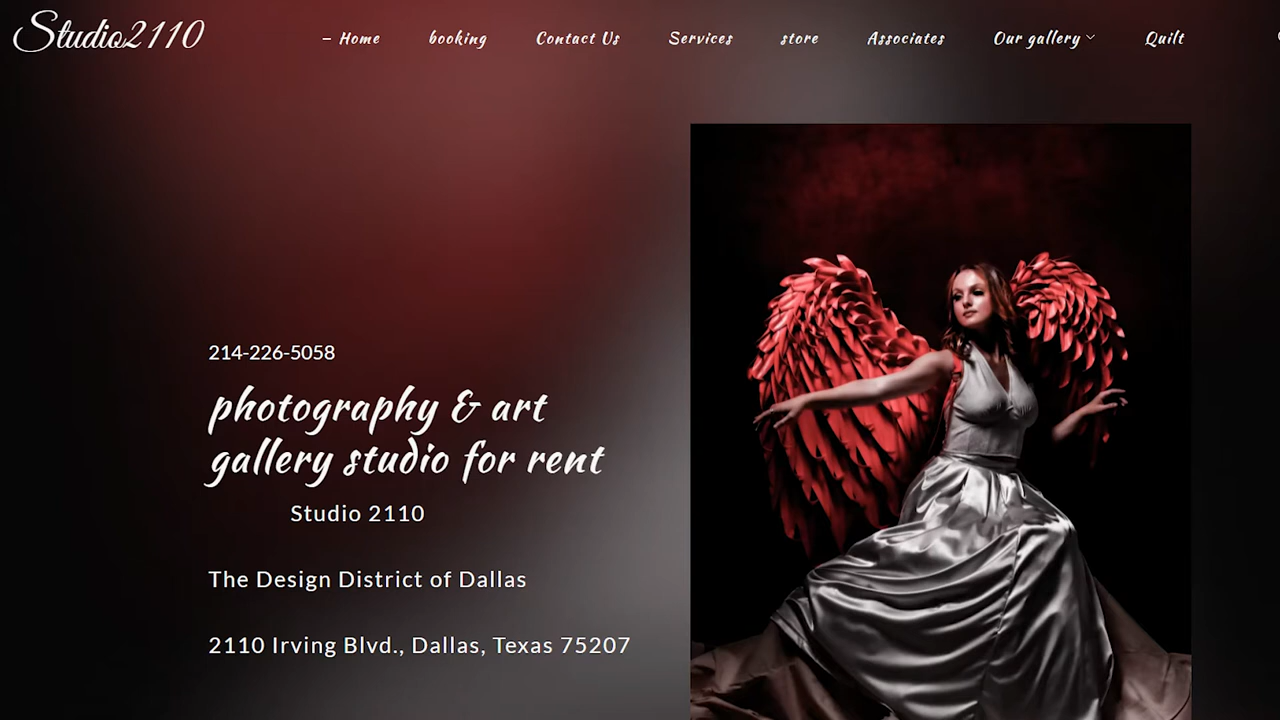 Studio2110
– Home booking Contact Us Services store Associates Our gallery Quilt
214-226-5058
photography & art
gallery studio for rent
Studio 2110
The Design District of Dallas
2110 Irving Blvd., Dallas, Texas 75207